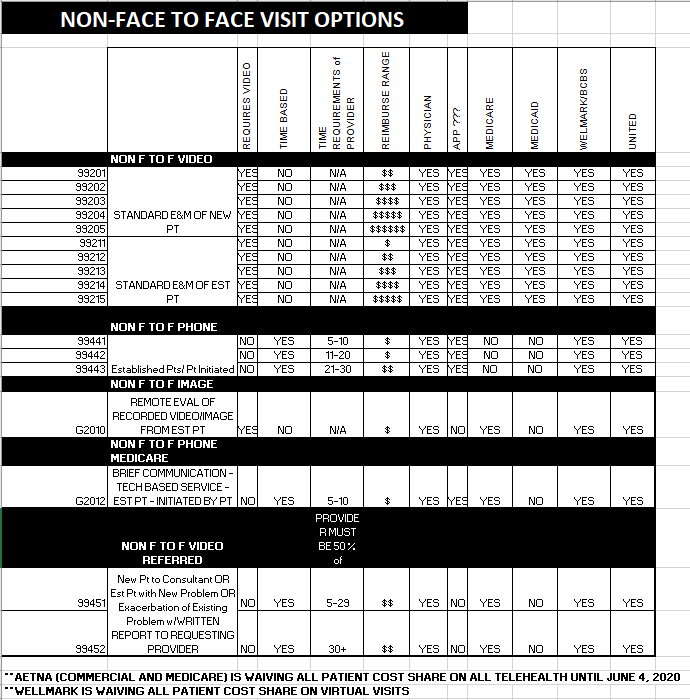 NON-FACE TO FACE VISIT OPTIONS
REQUIRES VIDEO
TIME BASED
TIME
REQUIREMENTS of
PROVIDER
REIMBURSE RANGE
PHYSICIAN
APP ???
MEDICARE
MEDICAID
WELMARK/BCBS
UNITED
NON F TO F VIDEO
99201 YES NO N/A $$ YES YES YES YES YES YES
99202 YES NO N/A $$$ YES YES YES YES YES YES
99203 YES NO N/A $$$$ YES YES YES YES YES YES
99204 STANDARD E&M OF NEW YES NO N/A $$$$$ YES YES YES YES YES YES
99205 PT YES NO N/A $$$$$$ YES YES YES YES YES YES
99211 YES NO N/A $ YES YES YES YES YES YES
99212 YES NO N/A $$ YES YES YES YES YES YES
99213 YES NO N/A $$$ YES YES YES YES YES YES
99214 STANDARD E&M OF EST YES NO N/A $$$$ YES YES YES YES YES YES
99215 PT YES NO N/A $$$$$ YES YES YES YES YES YES
NON F TO F PHONE
99441 NO YES 5-10 $ YES YES NO NO YES YES
99442 NO YES 11-20 $ YES YES NO NO YES YES
99443 Established Pts/ Pt Initiated NO YES 21-30 $$ YES YES NO NO YES YES
NON F TO F IMAGE
REMOTE EVAL OF
RECORDED VIDEO/IMAGE
G2010 FROM EST PT YES NO N/A $ YES NO YES NO YES YES
NON F TO F PHONE
MEDICARE
BRIEF COMMUNICATION -
TECH BASED SERVICE -
G2012 EST PT - INITIATED BY PT NO YES 5-10 $ YES YES YES NO YES YES
PROVIDE
R MUST
NON F TO F VIDEO BE 50%
REFERRED of
New Pt to Consultant OR
Est Pt with New Problem OR
99451 Exacerbation of Existing NO YES 5-29 $$ YES NO YES NO YES YES
Problem w/WRITTEN
REPORT TO REQUESTING
99452 PROVIDER NO YES 30+ $$ YES NO YES NO YES YES
**AETNA (COMMERCIAL AND MEDICARE) IS WAIVING ALL PATIENT COST SHARE ON ALL TELEHEALTH UNTIL JUNE 4, 2020
**WELLMARK IS WAIVING ALL PATIENT COST SHARE ON VIRTUAL VISITS